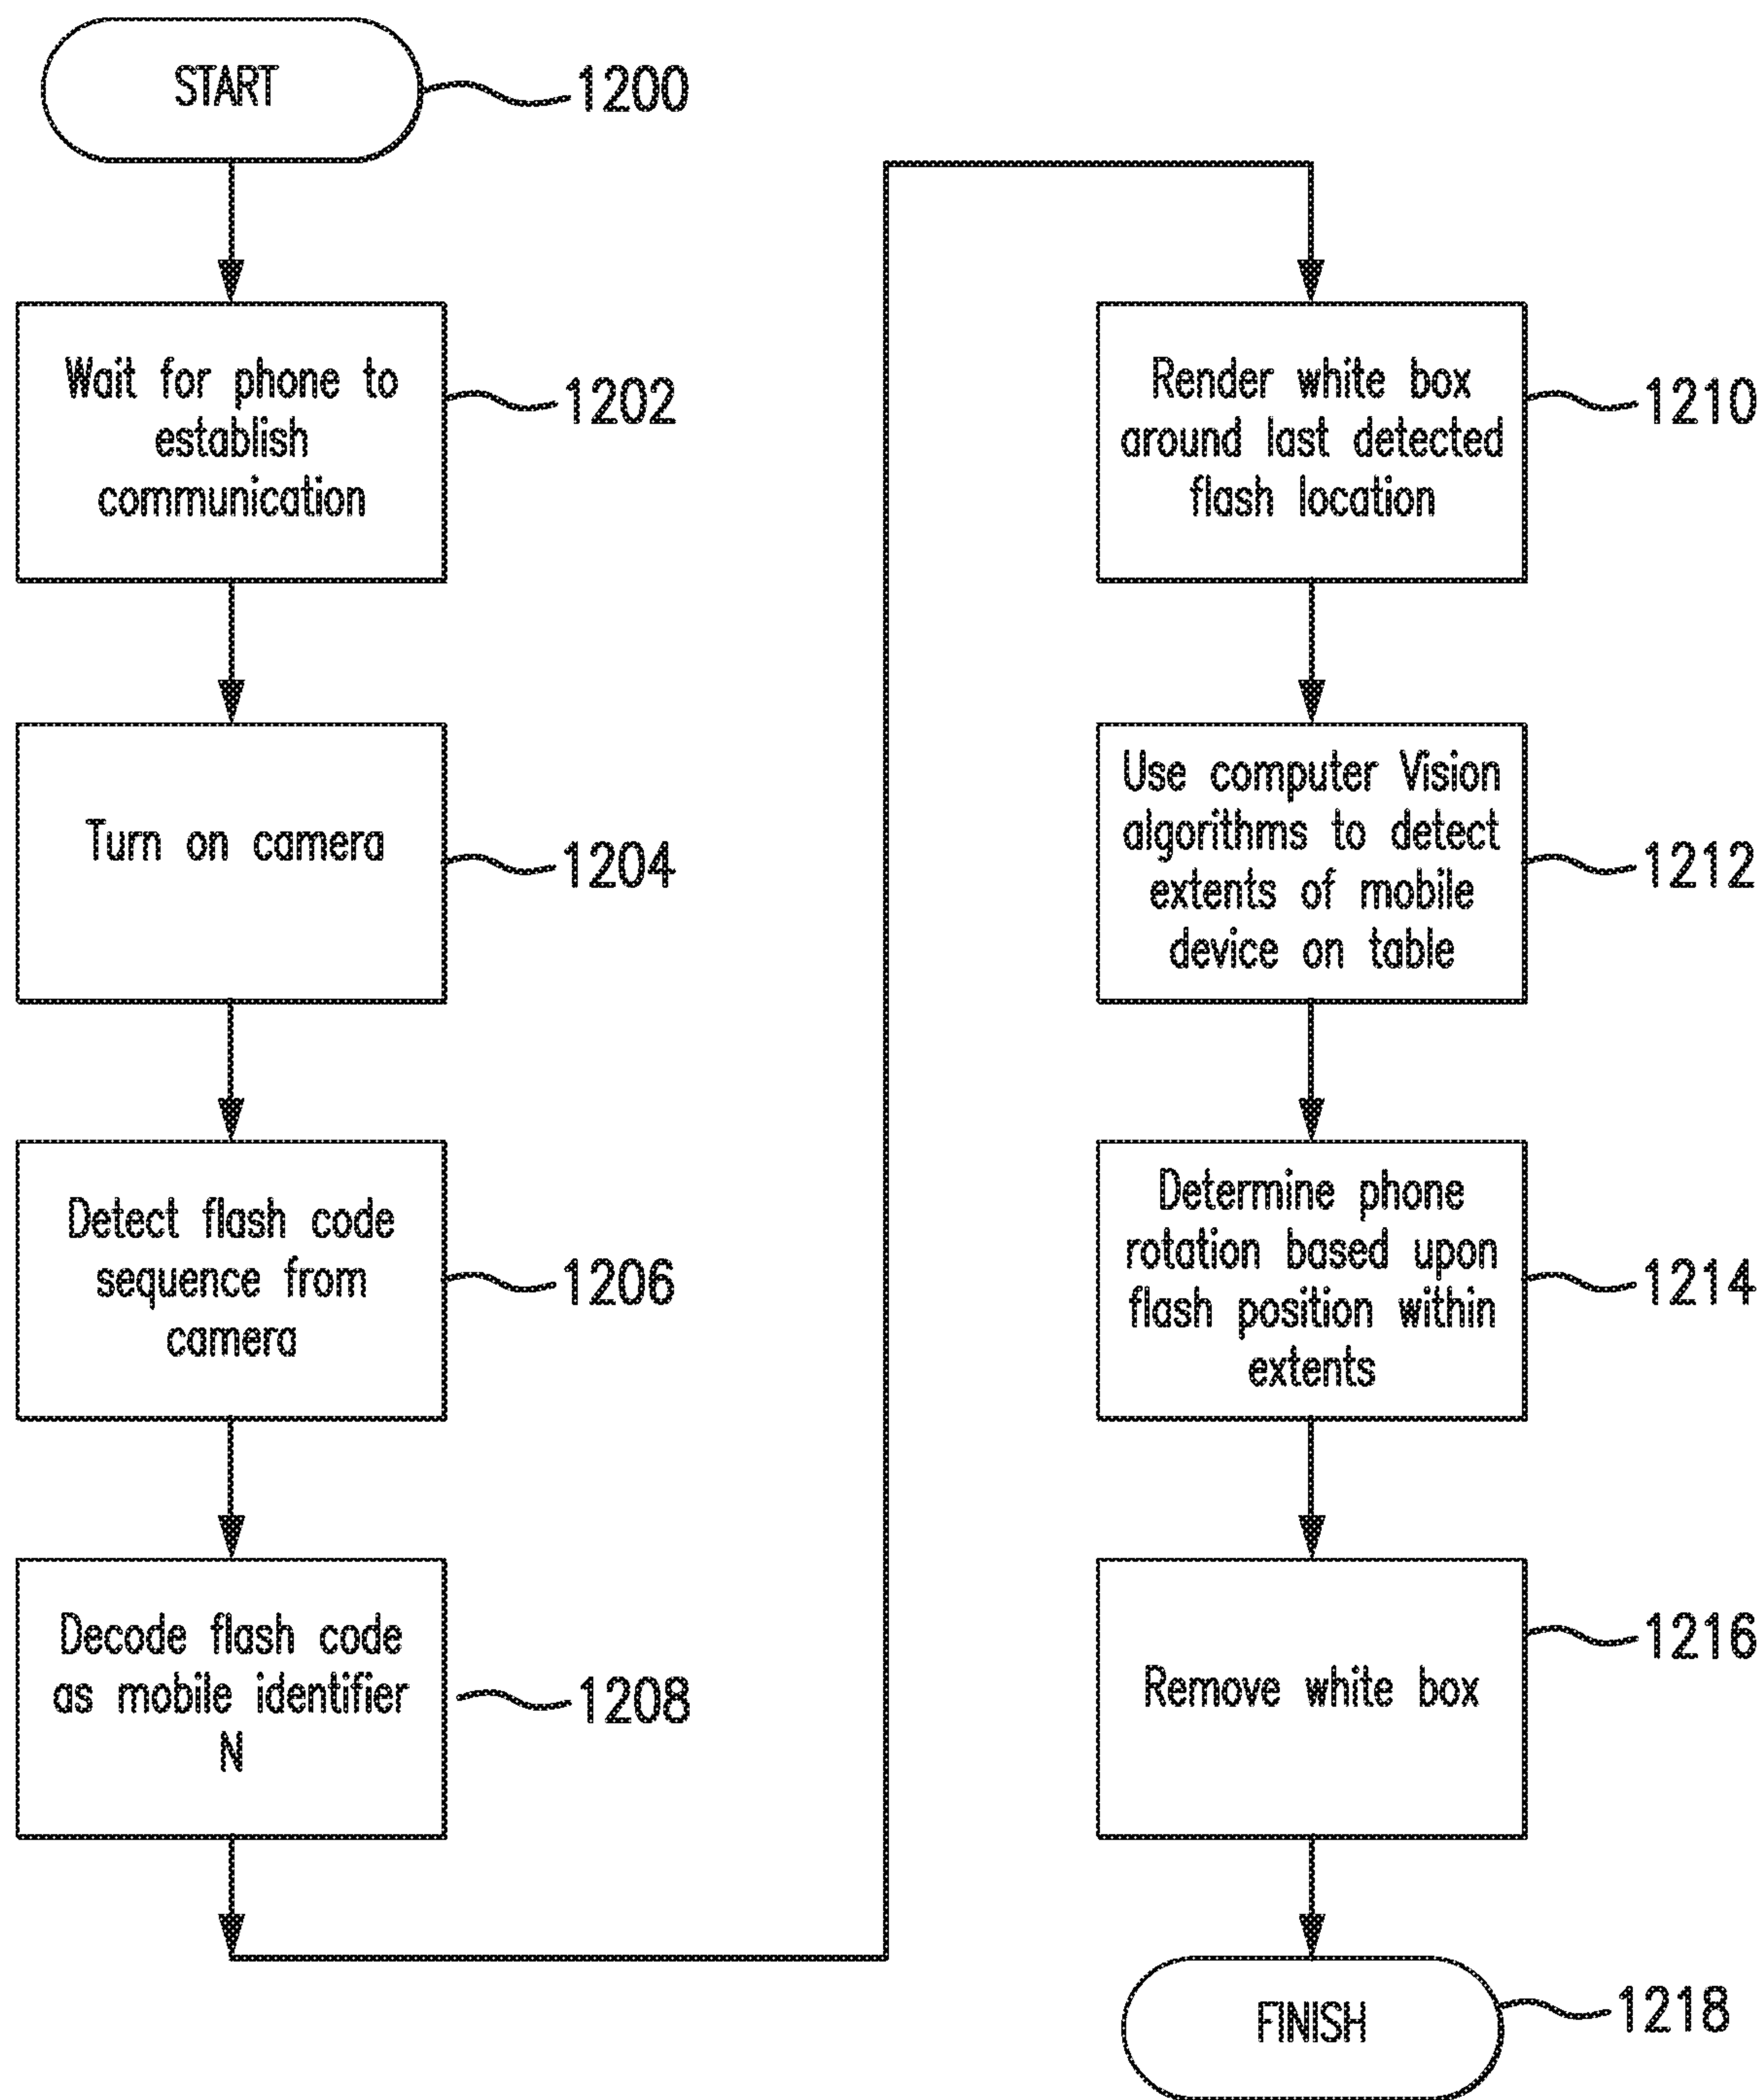 START
1200
Wait for phone to
establish
communication
1202
Turn on camera
1204
Detect flash code
sequence from
camera
1206
Decode flash code
as mobile identifier
N
1208
Render white box
around last detected
flash location
1210
Use computer Vision
algorithms to detect
extents of mobile
device on table
1212
Determine phone
rotation based upon
flash position within
extents
1214
Remove white box
1216
FINISH
1218